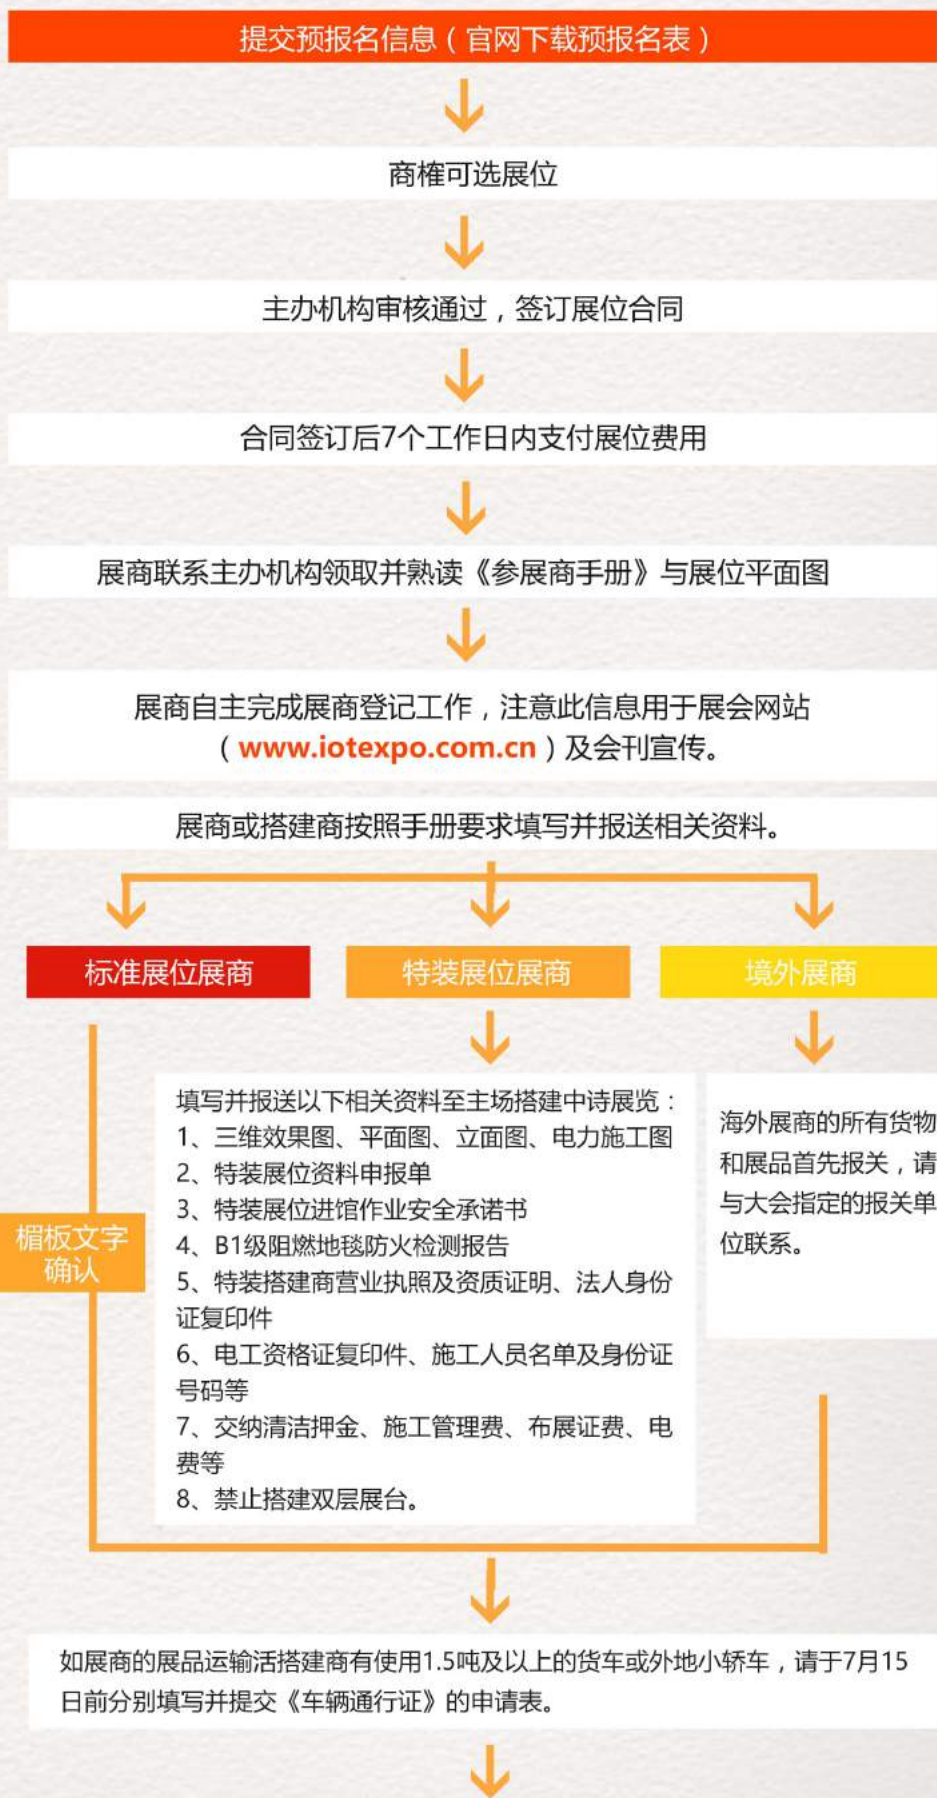 提交预报名信息（官网下载预报名表）
商榷可选展位
主办机构审核通过，签订展位合同
合同签订后7个工作日内支付展位费用
展商联系主办机构领取并熟读《参展商手册》与展位平面图
展商自主完成展商登记工作，注意此信息用于展会网站
（www.iotexpo.com.cn）及会刊宣传。
展商或搭建商按照手册要求填写并报送相关资料。
标准展位展商
特装展位展商
境外展商
楣板文字
确认
填写并报送以下相关资料至主场搭建中诗展览：
1、三维效果图、平面图、立面图、电力施工图
2、特装展位资料申报单
3、特装展位进馆作业安全承诺书
4、B1级阻燃地毯防火检测报告
5、特装搭建商营业执照及资质证明、法人身份
证复印件
6、电工资格证复印件、施工人员名单及身份证
号码等
7、交纳清洁押金、施工管理费、布展证费、电
费等
8、禁止搭建双层展台。
海外展商的所有货物
和展品首先报关，请
与大会指定的报关单
位联系。
如展商的展品运输活搭建商有使用1.5吨及以上的货车或外地小轿车，请于7月15
日前分别填写并提交《车辆通行证》的申请表。